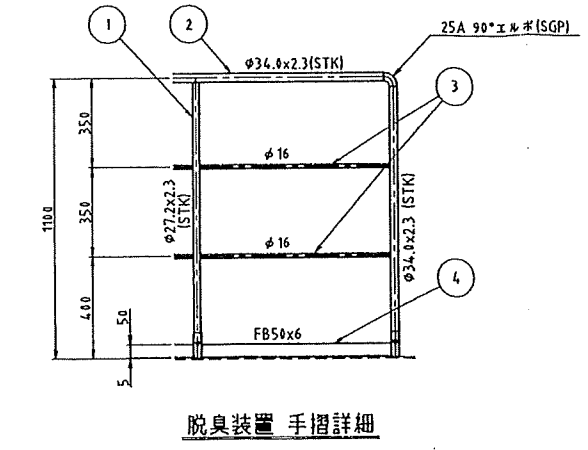 1
2
25A 90°エルボ(SGP)
φ34.0x2.3(STK)
3
350
φ16
1100
φ27.2x2.3
(STK)
350
φ34.0x2.3 (STK)
φ16
4
400
50
FB50x6
5
脱臭装置 手摺詳細